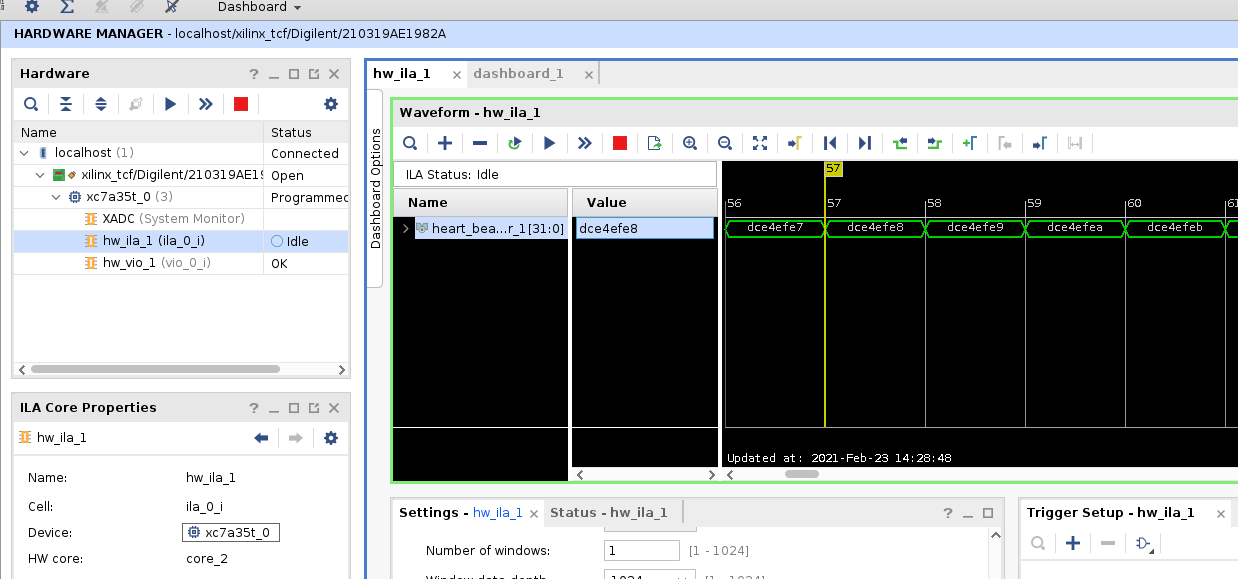 Dashboard
HARDWARE MANAGER - localhost/xilinx_tcf/Digilent/210319AE1982A
Hardware
Name Status
localhost (1) Connected
xilinx_tcf/Digilent/210319AE19 Open
xc7a35t_0 (3) Programmed
XADC (System Monitor)
hw_ila_1 (ila_0_i) Idle
hw_vio_1 (vio_0_i) OK
ILA Core Properties
hw_ila_1
Name: hw_ila_1
Cell: ila_0_i
Device: xc7a35t_0
HW core: core_2
hw_ila_1
dashboard_1
Dashboard Options
Waveform - hw_ila_1
ILA Status: Idle
Name Value
heart_bea...r_1[31:0] dce4efe8
57
56 57 58 59 60 61
dce4efe7 dce4efe8 dce4efe9 dce4efea dce4efeb
Updated at: 2021-Feb-23 14:28:48
Settings - hw_ila_1
Status - hw_ila_1
Number of windows: 1 [1 - 1024]
Window data depth: 1024 [1 - 1024]
Trigger Setup - hw_ila_1